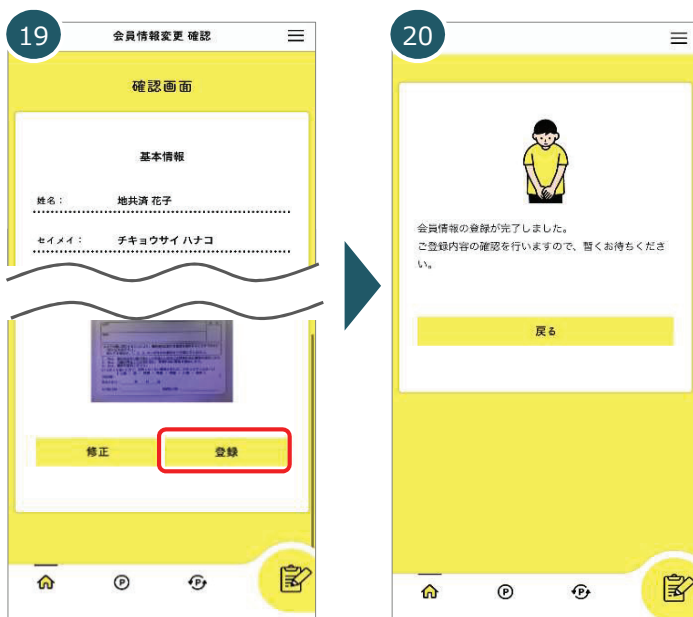 19
会員情報変更 確認
確認画面
基本情報
姓名： 地共済 花子
セイメイ： チキョウサイ ハナコ
修正
登録
P
P
20
会員情報の登録が完了しました。
ご登録内容の確認を行いますので、暫くお待ちくださ
い。
戻る
P
P